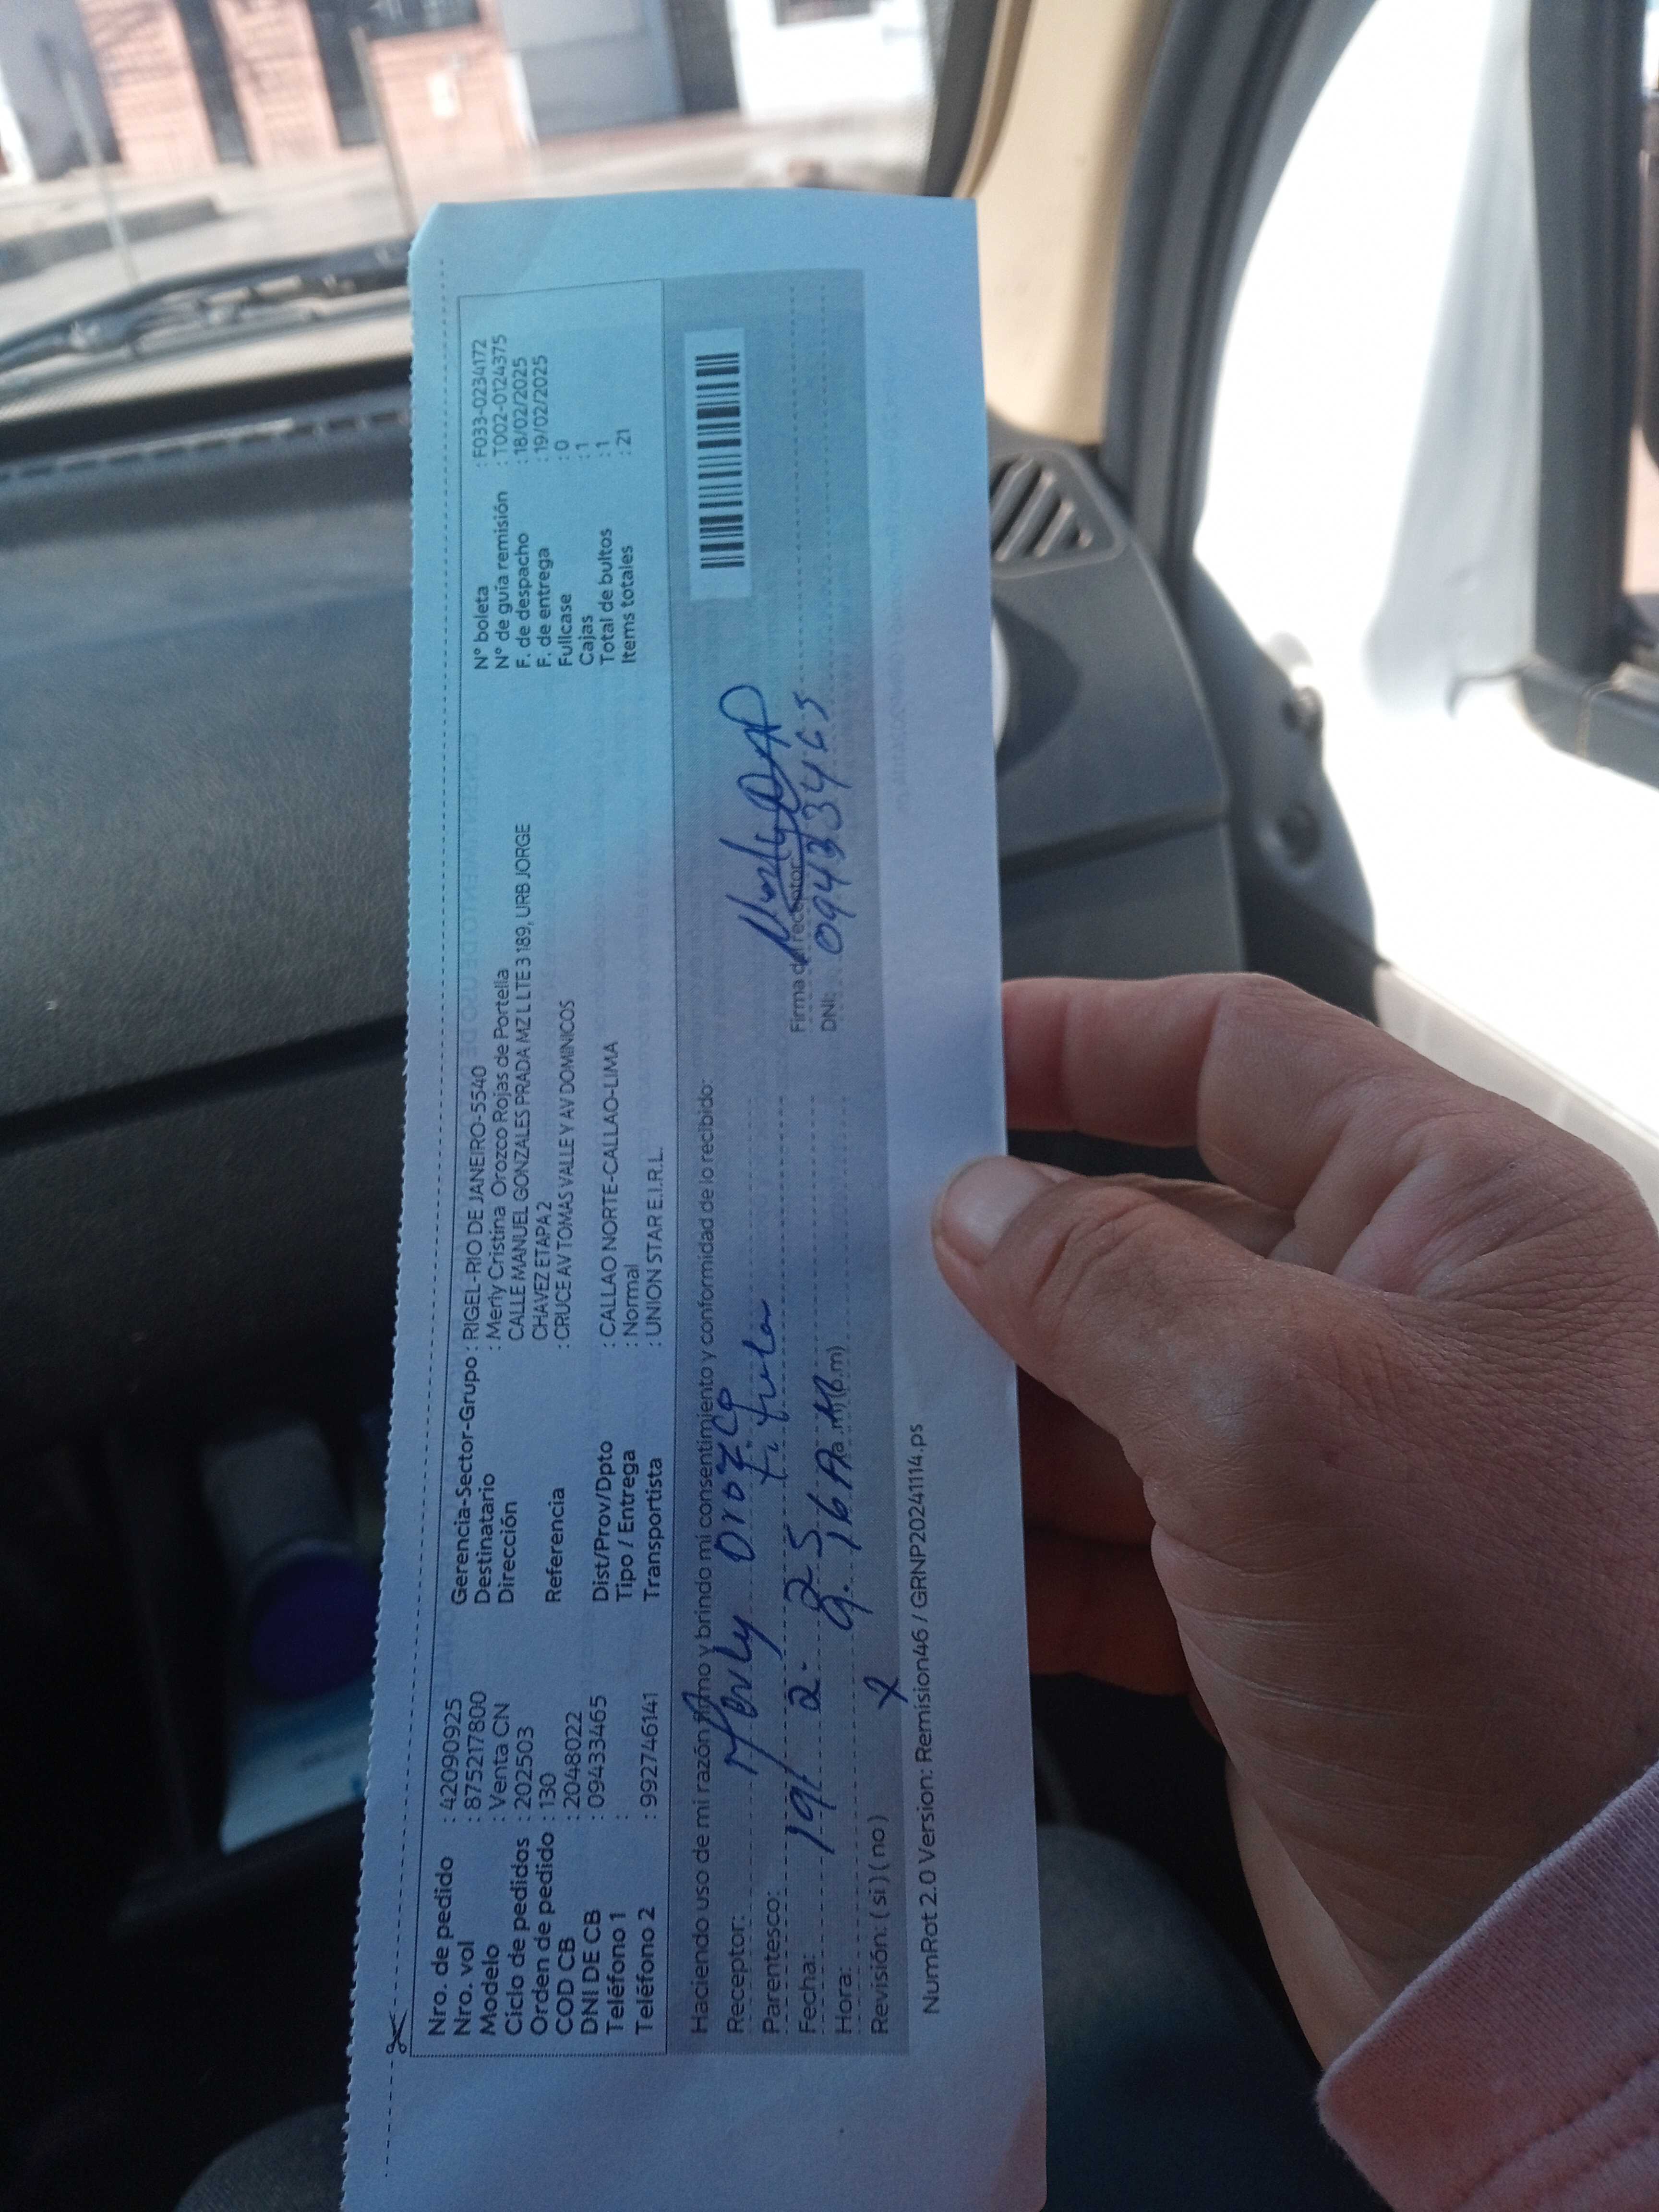 Nro. de pedido : 42090925
Nro. vol : 875217800
Modelo : Venta CN
Ciclo de pedidos : 202503
Orden de pedido : 130
COD CB : 2048022
DNI DE CB : 09433465
Teléfono 1 :
Teléfono 2 : 992746141
Gerencia-Sector-Grupo : RIGEL-RIO DE JANEIRO-5540
Destinatario : Merly Cristina Orozco Rojas de Portella
Dirección CALLE MANUEL GONZALES PRADA MZ L LTE 3 189, URB JORGE
CHAVEZ ETAPA 2
Referencia : CRUCE AV TOMAS VALLE Y AV DOMINICOS
Dist/Prov/Dpto : CALLAO NORTE-CALLAO-LIMA
Tipo / Entrega : Normal
Transportista : UNION STAR E.I.R.L.
N° boleta : F033-0234172
N° de guía remisión : T002-0124375
F. de despacho : 18/02/2025
F. de entrega : 19/02/2025
Fullcase : 0
Cajas : 1
Total de bultos : 1
Items totales : 21
Haciendo uso de mi razón firmo y brindo mi consentimiento y conformidad de lo recibido:
Receptor: Merly Orozco
Parentesco: Titular
Fecha: 19/ 2- 25
Hora: 9.16 (a.m)(p.m)
Revisión: ( si ) ( no ) x
Firma del receptor
DNI: 09433465
NumRot 2.0 Version: Remision46 / GRNP20241114.ps